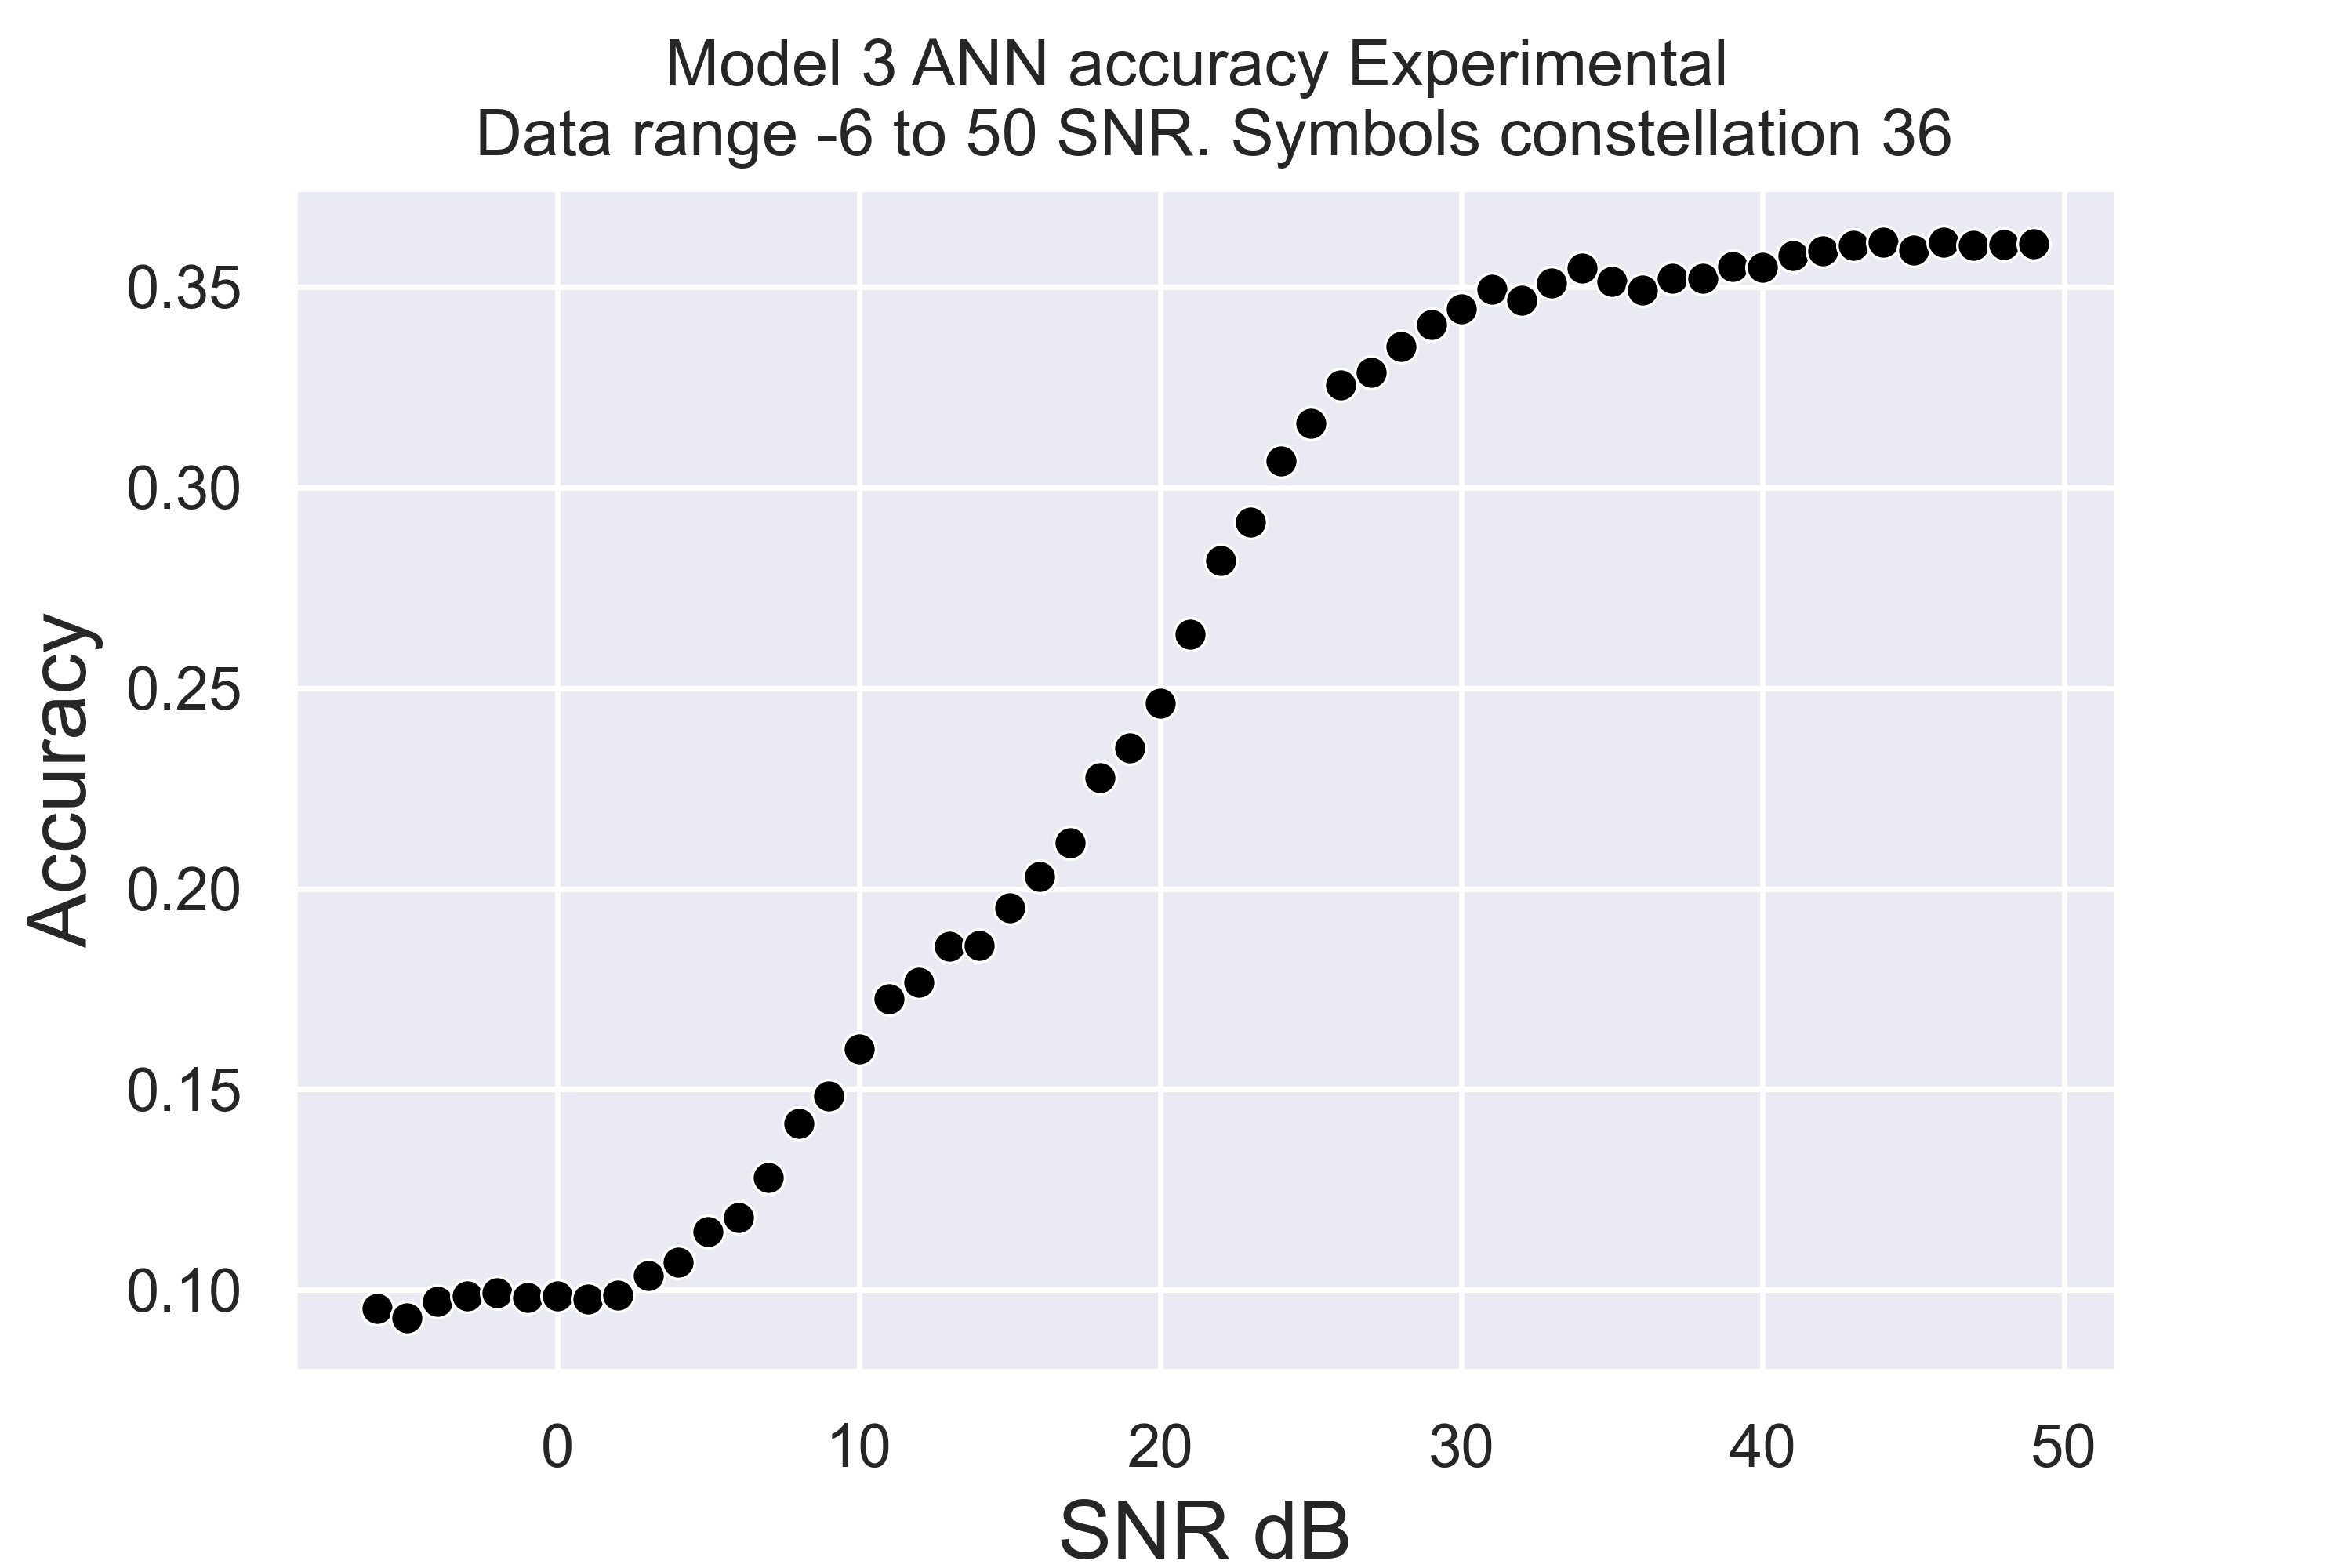 Model 3 ANN accuracy Experimental
Data range -6 to 50 SNR. Symbols constellation 36
0.35
0.30
0.25
0.20
0.15
0.10
Accuracy
0 10 20 30 40 50
SNR dB